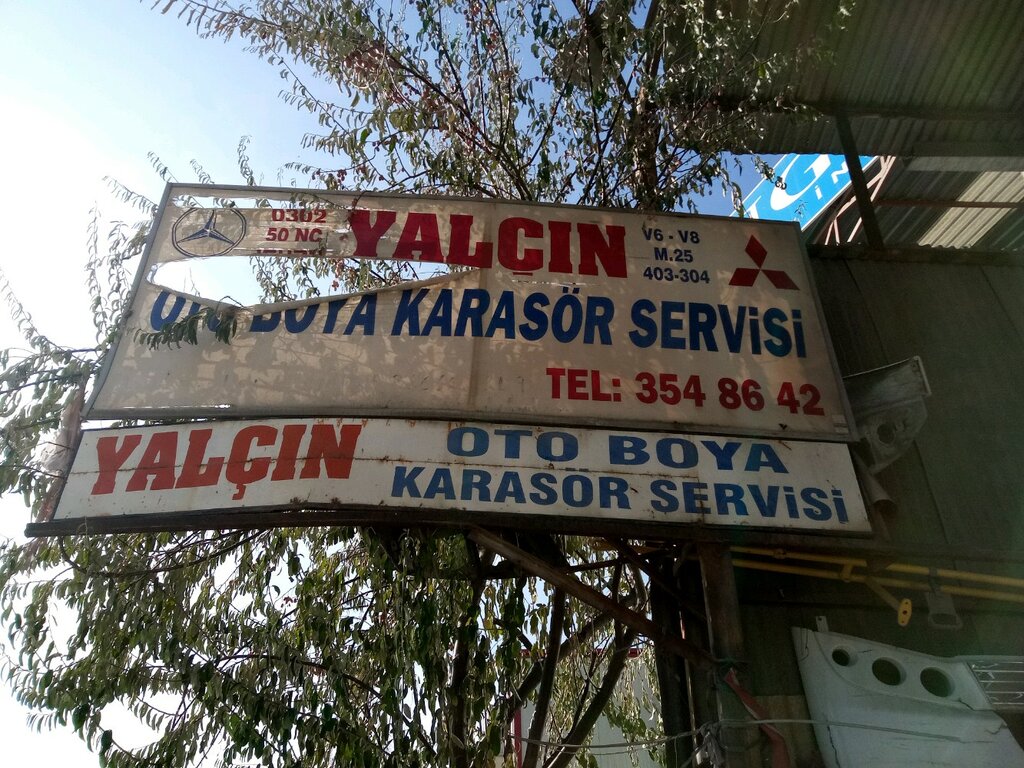 0302
50 NC
YALÇIN
V6 - V8
M.25
403-304
OTO BOYA KARASÖR SERVİSİ
TEL: 354 86 42
YALÇIN
OTO BOYA
KARASÖR SERVİSİ